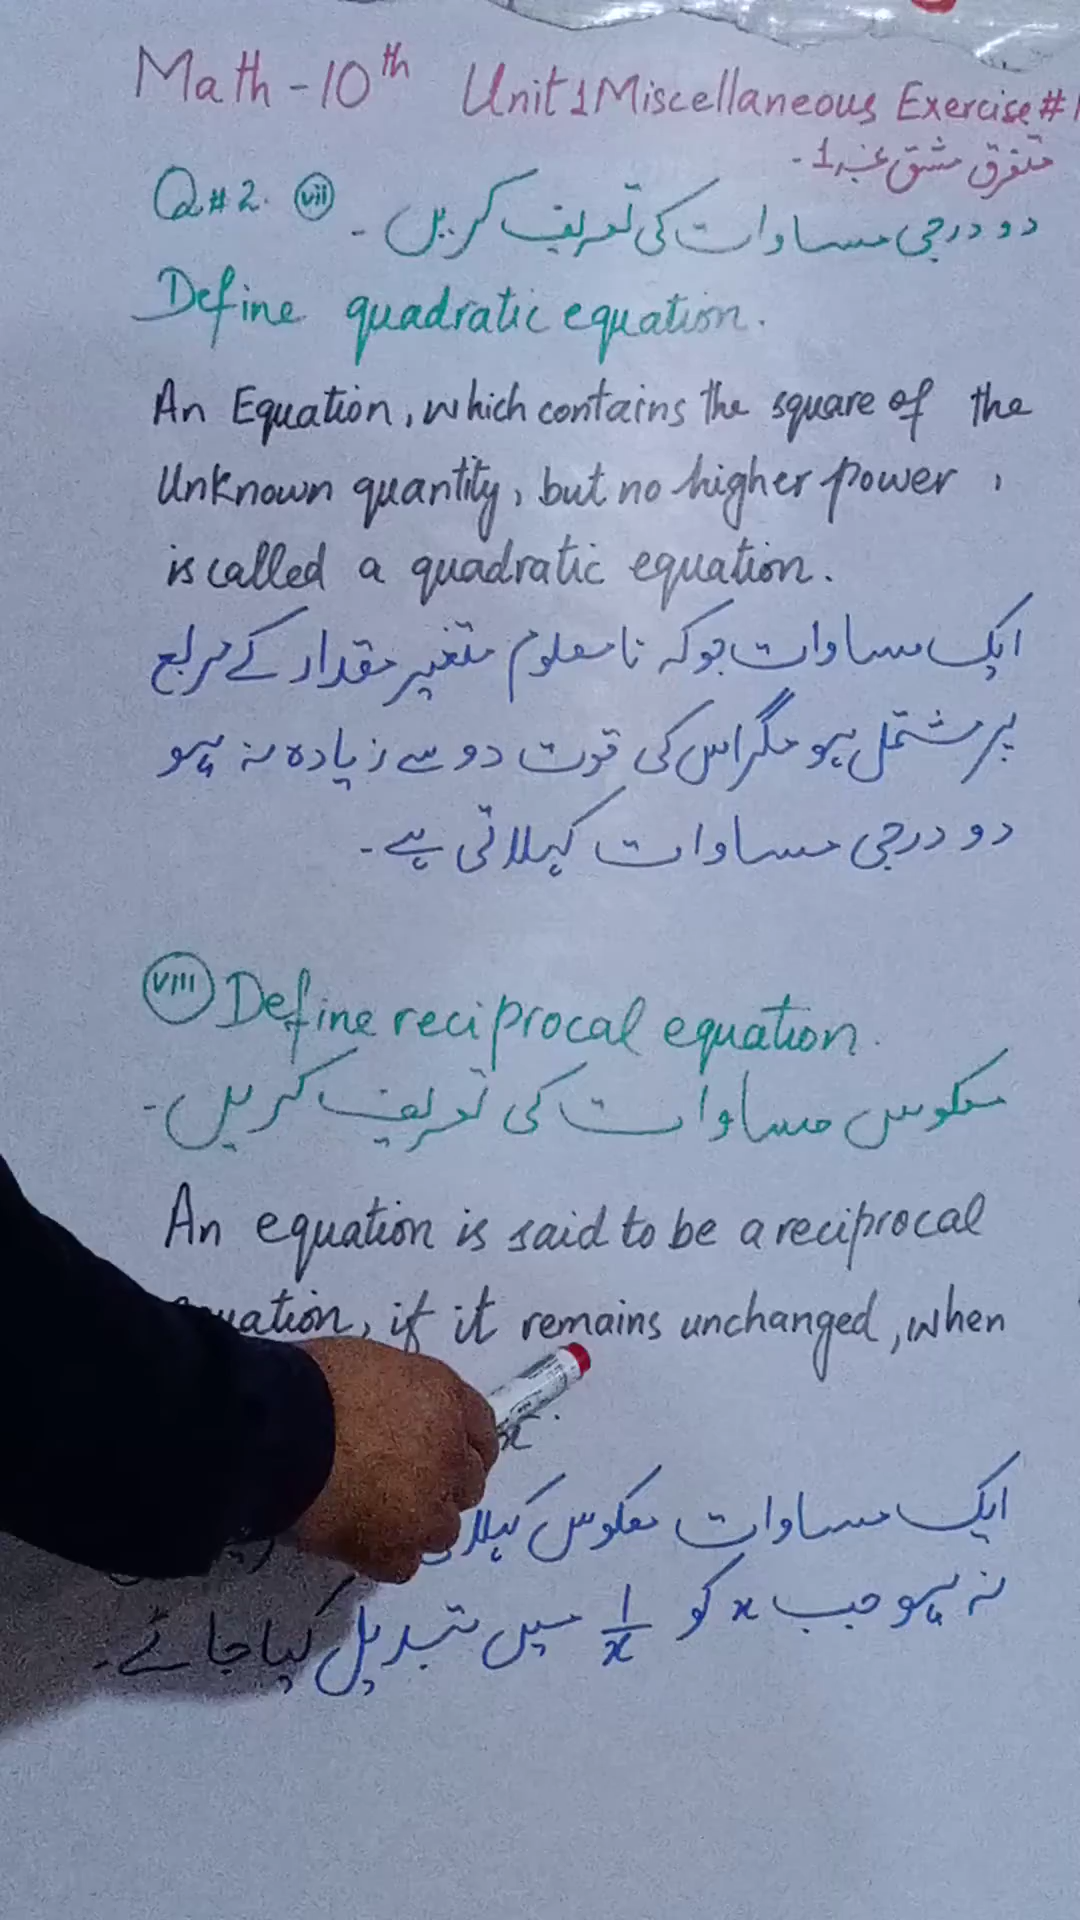 Math-10th Unit 1 Miscellaneous Exercise #1
متفرق مشق نمبر 1-
Q#2. vii دو درجی مساوات کی تعریف کریں۔
Define quadratic equation.
An Equation, which contains the square of the
Unknown quantity, but no higher power,
is called a quadratic equation.
ایک مساوات جو کہ نا معلوم متغیر مقدار کے مربع
پر مشتمل ہو مگر اس کی قوت دو سے زیادہ نہ ہو
دو درجی مساوات کہلاتی ہے۔
viii Define reciprocal equation.
معکوس مساوات کی تعریف کریں۔
An equation is said to be a reciprocal
if it remains unchanged, when
x.
ایک مساوات معکوس
نہ ہو جب x کو 1/x میں تبدیل کیا جائے۔